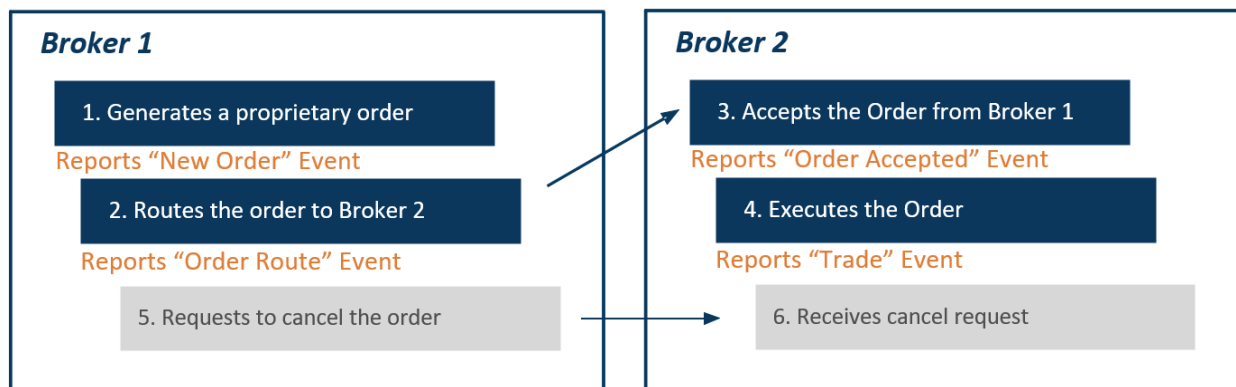 Broker 1
1. Generates a proprietary order
Reports “New Order” Event
2. Routes the order to Broker 2
Reports “Order Route” Event
5. Requests to cancel the order
Broker 2
3. Accepts the Order from Broker 1
Reports “Order Accepted” Event
4. Executes the Order
Reports “Trade” Event
6. Receives cancel request